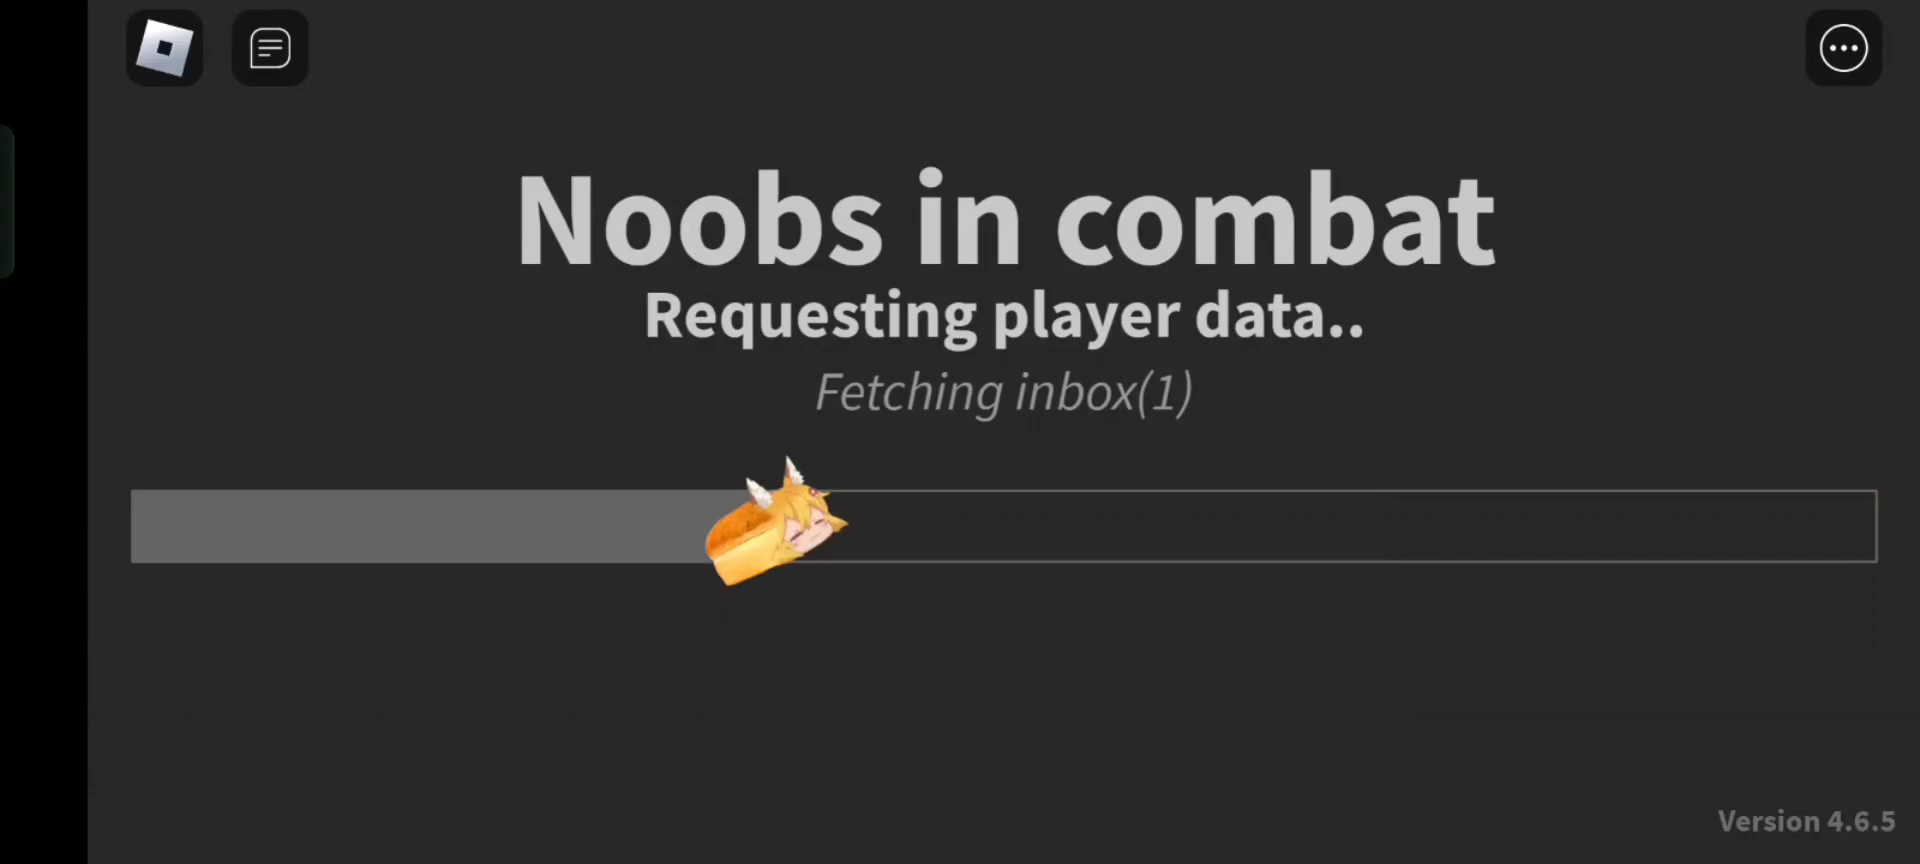 Noobs in combat
Requesting player data..
Fetching inbox(1)
Version 4.6.5